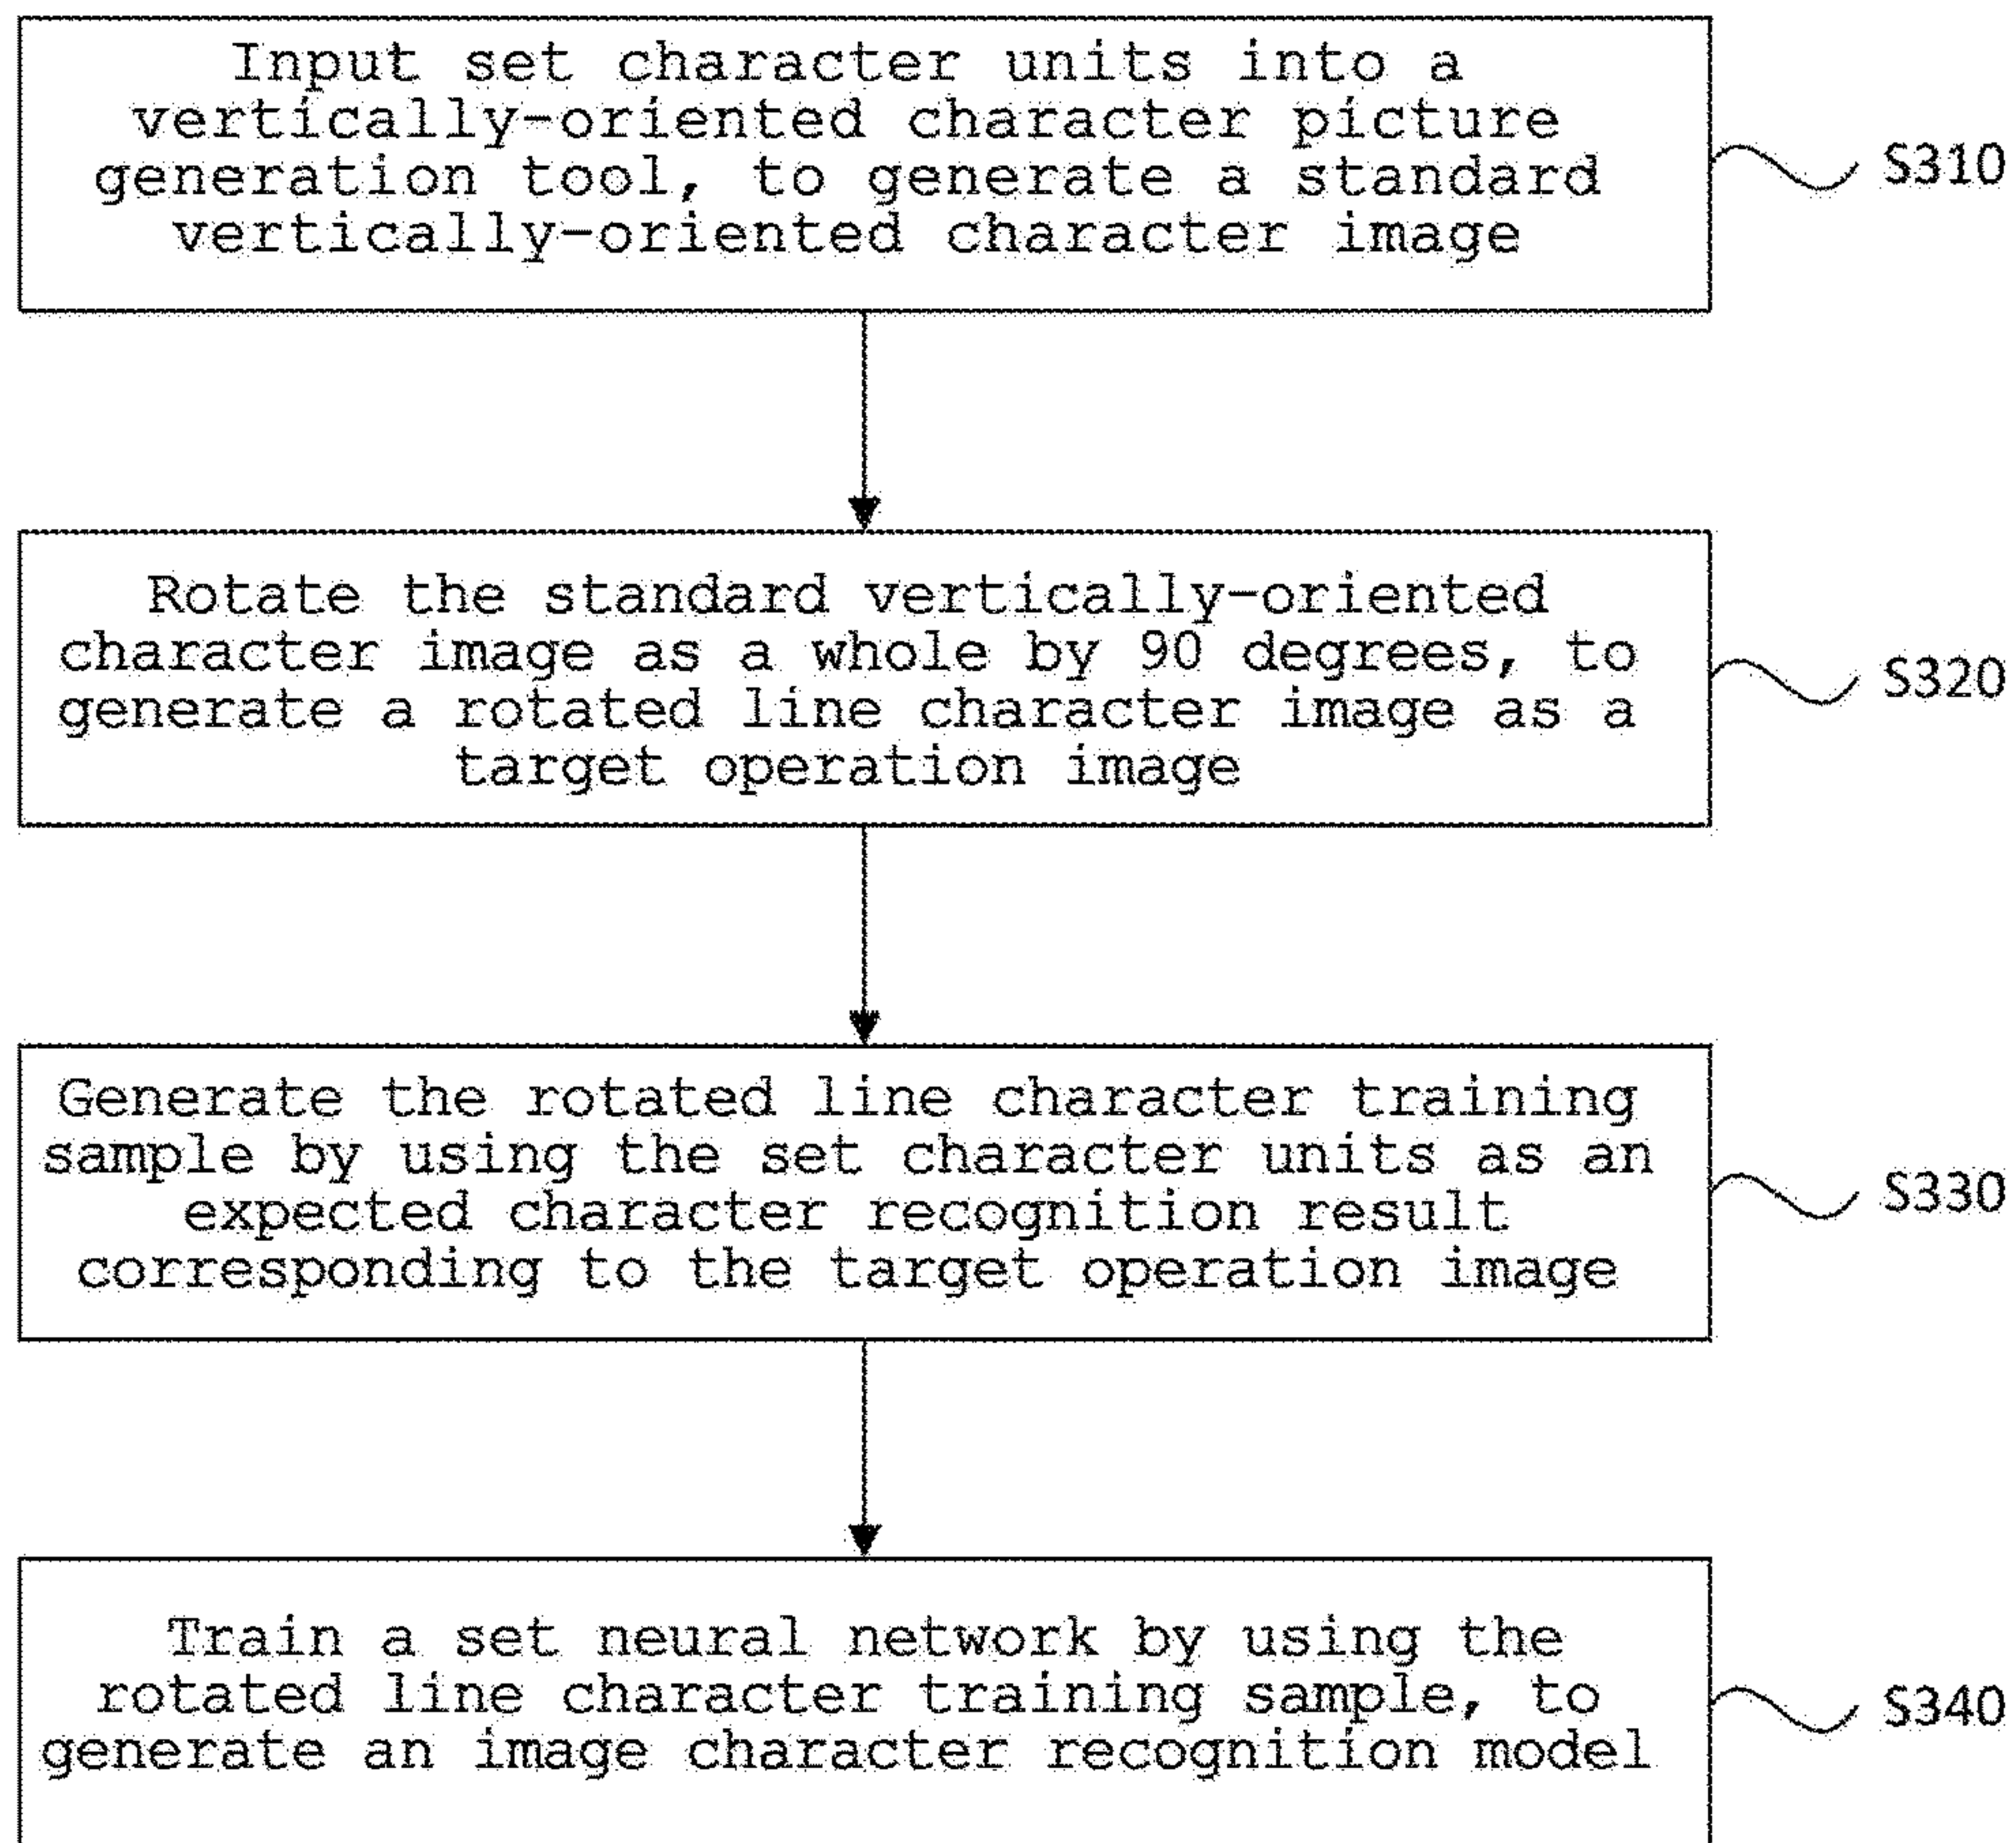 Input set character units into a
vertically-oriented character picture
generation tool, to generate a standard
vertically-oriented character image
S310
Rotate the standard vertically-oriented
character image as a whole by 90 degrees, to
generate a rotated line character image as a
target operation image
S320
Generate the rotated line character training
sample by using the set character units as an
expected character recognition result
corresponding to the target operation image
S330
Train a set neural network by using the
rotated line character training sample, to
generate an image character recognition model
S340